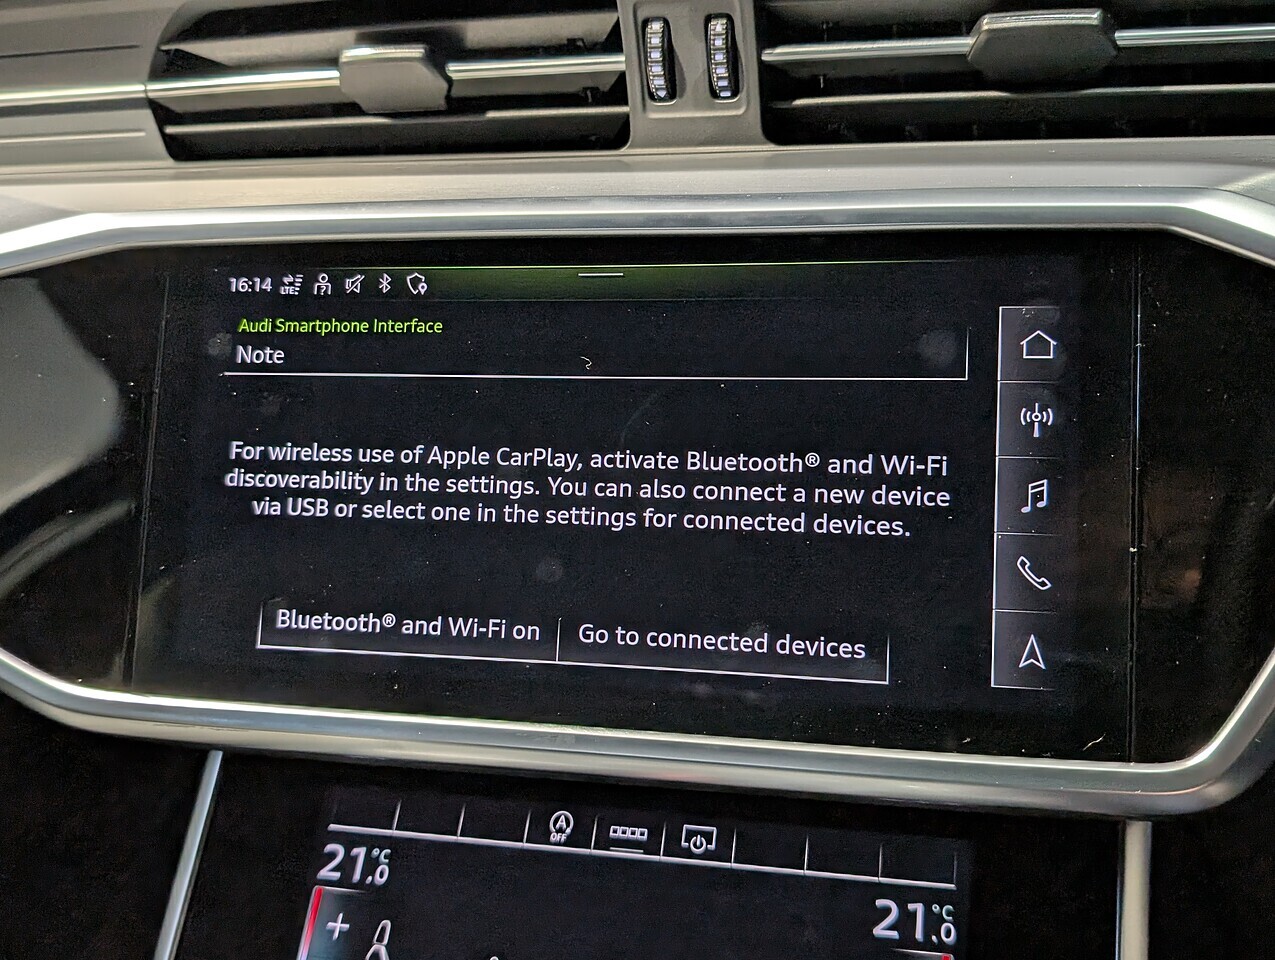 16:14 LTE
Audi Smartphone Interface
Note
For wireless use of Apple CarPlay, activate Bluetooth® and Wi-Fi
discoverability in the settings. You can also connect a new device
via USB or select one in the settings for connected devices.
Bluetooth® and Wi-Fi on
Go to connected devices
A
OFF
21.0 °C
21.0 °C
+